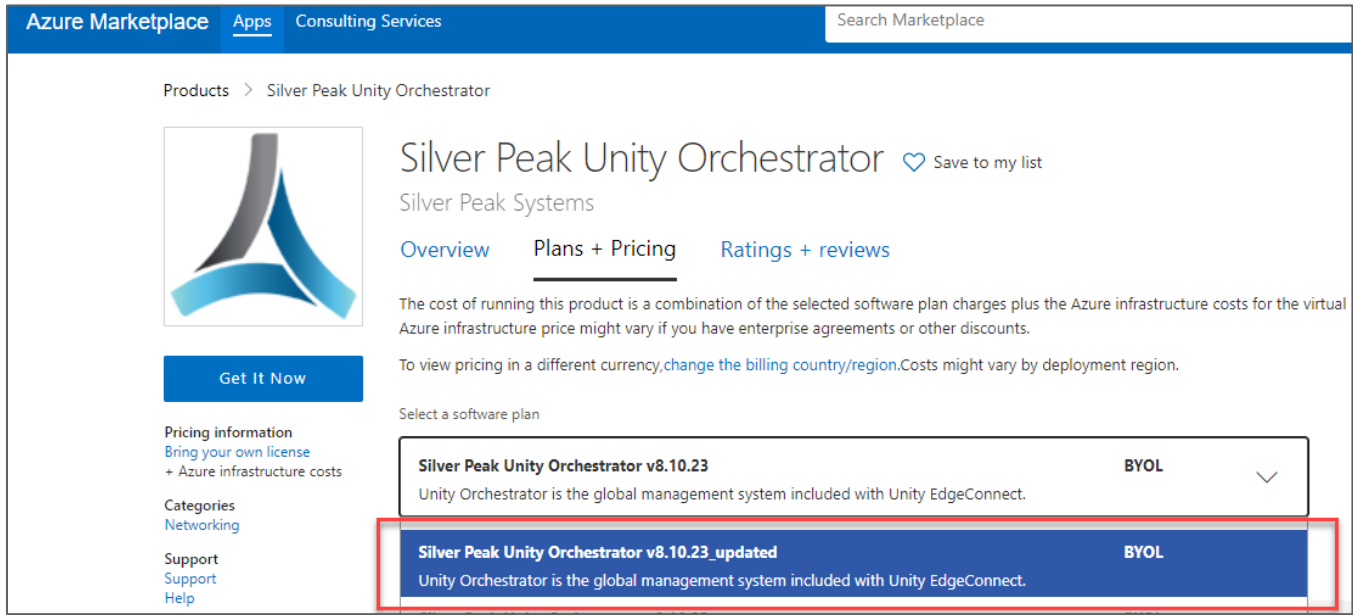 Azure Marketplace Apps Consulting Services Search Marketplace
Products > Silver Peak Unity Orchestrator
Silver Peak Unity Orchestrator Save to my list
Silver Peak Systems
Overview Plans + Pricing Ratings + reviews
The cost of running this product is a combination of the selected software plan charges plus the Azure infrastructure costs for the virtual
Azure infrastructure price might vary if you have enterprise agreements or other discounts.
To view pricing in a different currency,change the billing country/region.Costs might vary by deployment region.
Get It Now
Pricing information
Bring your own license
+ Azure infrastructure costs
Categories
Networking
Support
Support
Help
Select a software plan
Silver Peak Unity Orchestrator v8.10.23 BYOL
Unity Orchestrator is the global management system included with Unity EdgeConnect.
Silver Peak Unity Orchestrator v8.10.23_updated BYOL
Unity Orchestrator is the global management system included with Unity EdgeConnect.